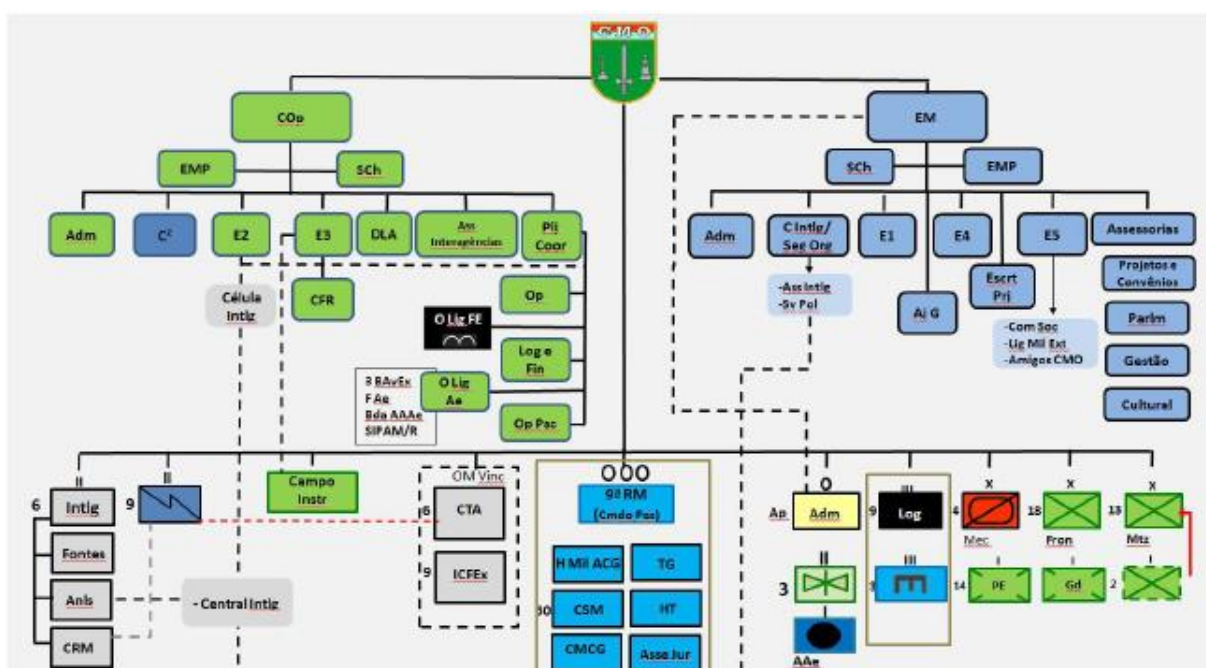 C-M-O
COp
EM
EMP
SCh
SCh
EMP
Adm
C²
E2
E3
DLA
Ass
Interagências
Plj
Coor
Adm
C Intlg/
Seg Org
E1
E4
E5
Assessorias
Célula
Intlg
CFR
Op
-Ass Intlg
-Sv Pol
Aj G
Escrt
Prj
Projetos e
Convênios
O Lig FE
Log e
Fin
-Com Soc
-Lig Mil Ext
-Amigos CMO
Parlm
Gestão
Cultural
3 BAvEx
F Ae
Bda AAAe
SIPAM/R
O Lig
Ae
Op Pac
II
6
Intlg
II
9
Campo
Instr
OM Vinc
6
CTA
9
ICFEx
9ª RM
(Cmdo Pas)
Ap
Adm
III
9
Log
X
4
Mec
X
18
Fron
X
13
Mtz
Fontes
Anls
CRM
- Central Intlg
H Mil ACG
TG
30
CSM
HT
CMCG
Asse Jur
II
3
AAe
III
3
I
14
PE
I
Gd
I
2